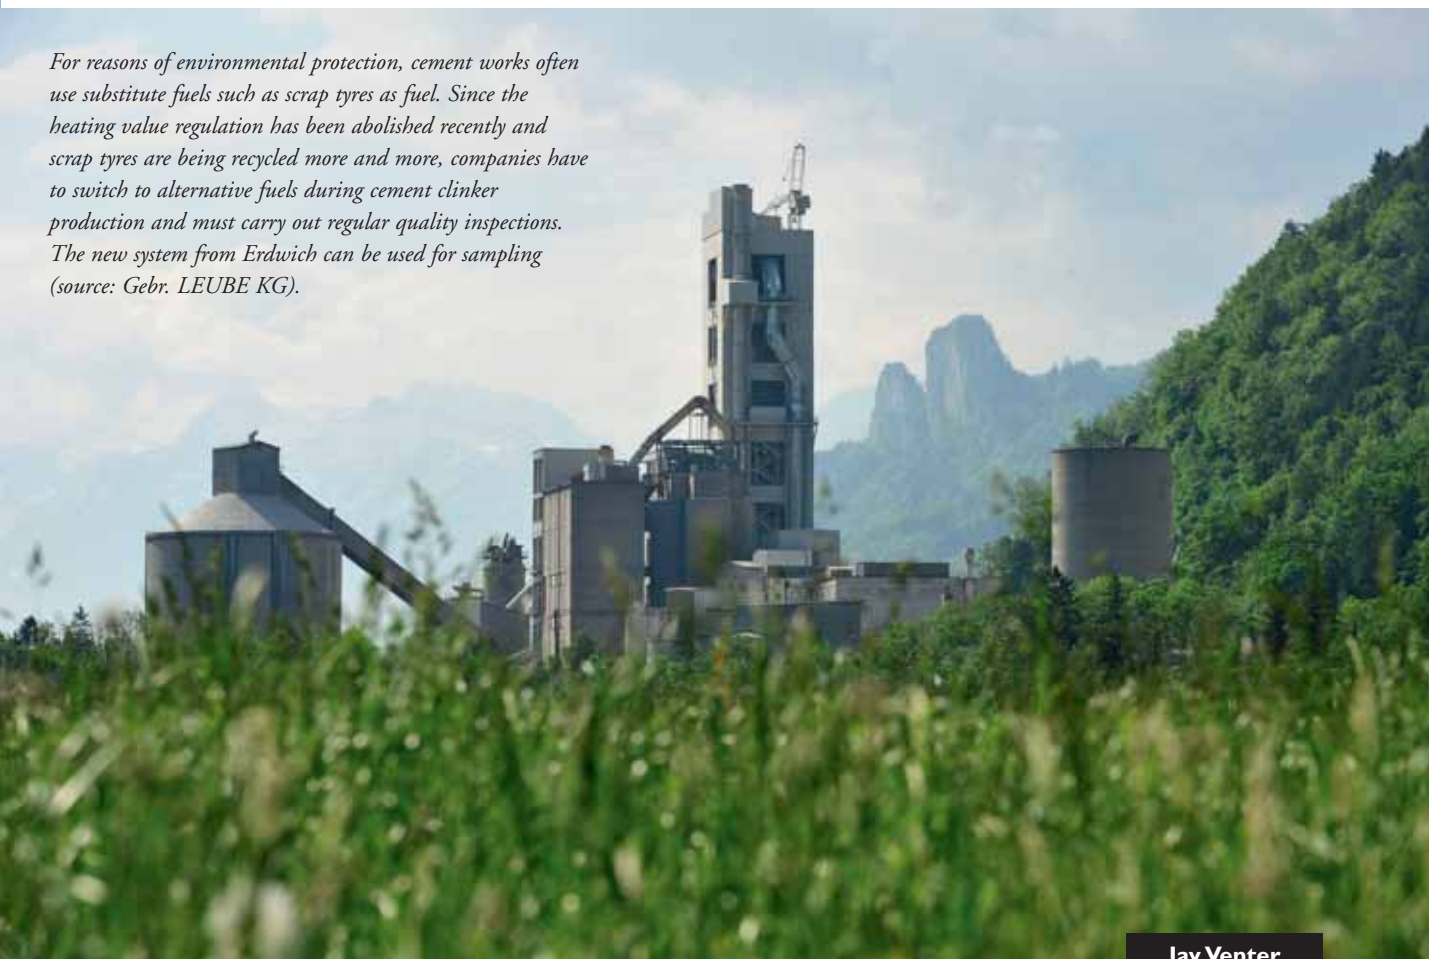 For reasons of environmental protection, cement works often
use substitute fuels such as scrap tyres as fuel. Since the
heating value regulation has been abolished recently and
scrap tyres are being recycled more and more, companies have
to switch to alternative fuels during cement clinker
production and must carry out regular quality inspections.
The new system from Erdwich can be used for sampling
(source: Gebr. LEUBE KG).
Jay Venter